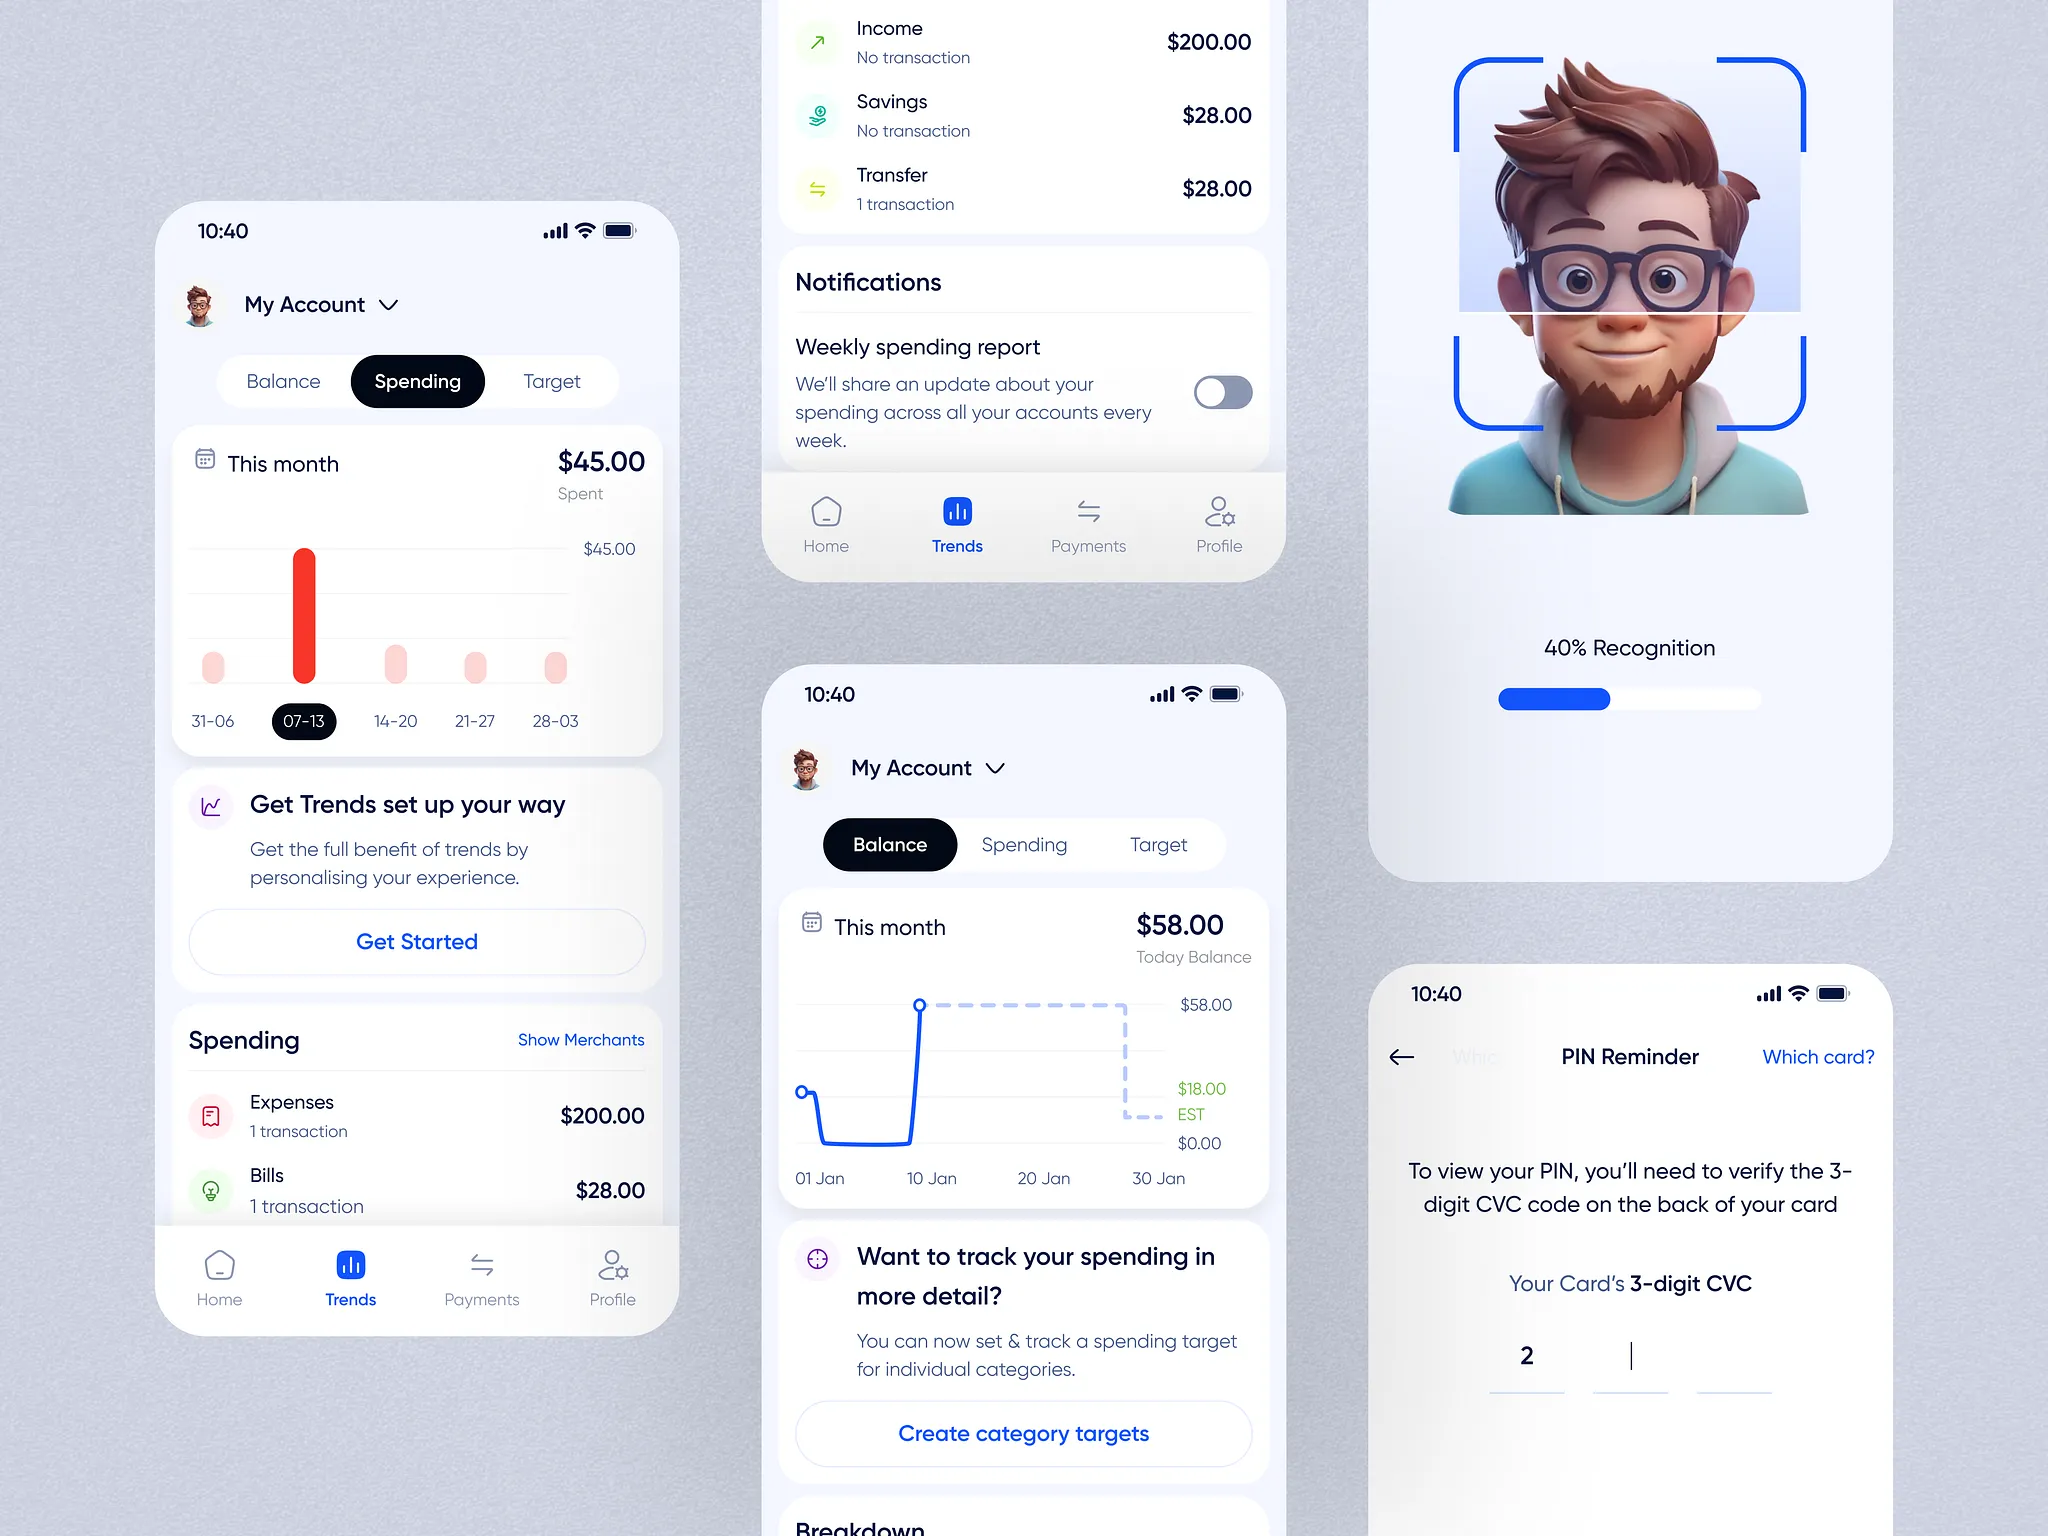 10:40
My Account
Balance
Spending
Target
This month
$45.00
Spent
$45.00
31-06
07-13
14-20
21-27
28-03
Get Trends set up your way
Get the full benefit of trends by
personalising your experience.
Get Started
Spending
Show Merchants
Expenses
$200.00
1 transaction
Bills
$28.00
1 transaction
Home
Trends
Payments
Profile
Income
$200.00
No transaction
Savings
$28.00
No transaction
Transfer
$28.00
1 transaction
Notifications
Weekly spending report
We'll share an update about your
spending across all your accounts every
week.
Home
Trends
Payments
Profile
10:40
My Account
Balance
Spending
Target
This month
$58.00
Today Balance
$58.00
$18.00
EST
$0.00
01 Jan
10 Jan
20 Jan
30 Jan
Want to track your spending in
more detail?
You can now set & track a spending target
for individual categories.
Create category targets
Breakdown
40% Recognition
10:40
PIN Reminder
Which card?
To view your PIN, you'll need to verify the 3-
digit CVC code on the back of your card
Your Card's 3-digit CVC
2